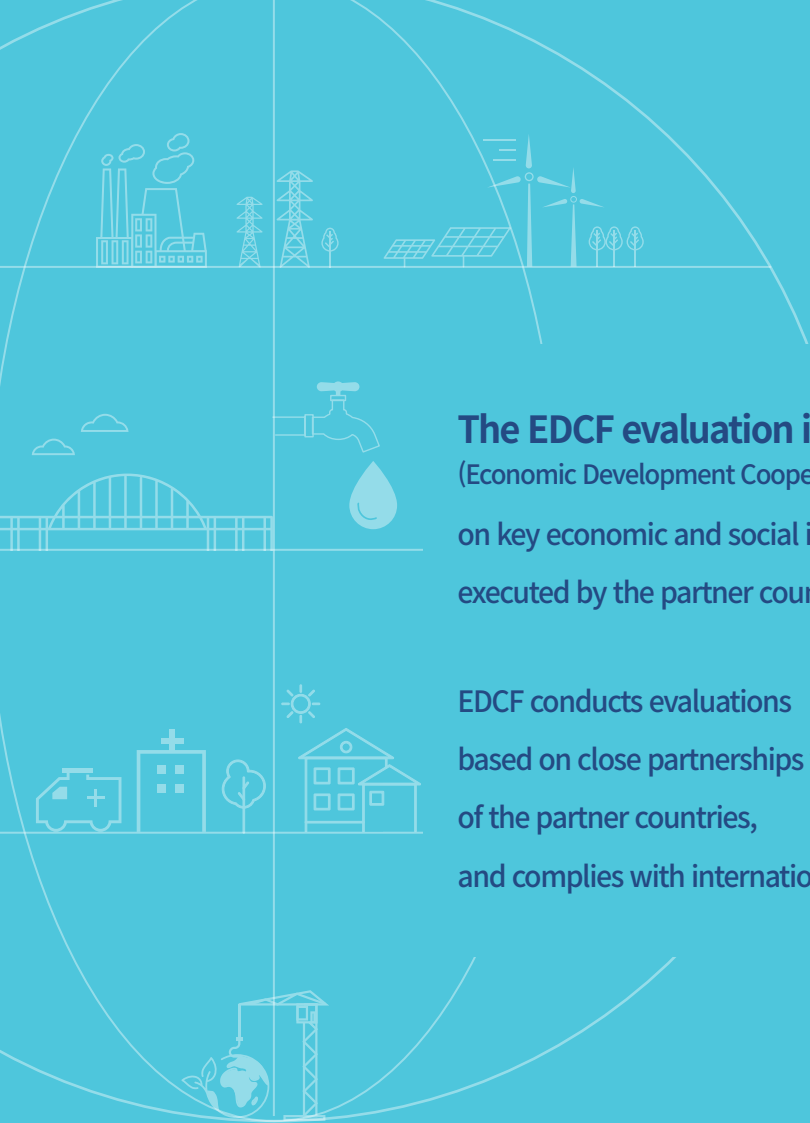 The EDCF evaluation i
(Economic Development Coope
on key economic and social i
executed by the partner coun
EDCF conducts evaluations
based on close partnerships
of the partner countries,
and complies with internatio